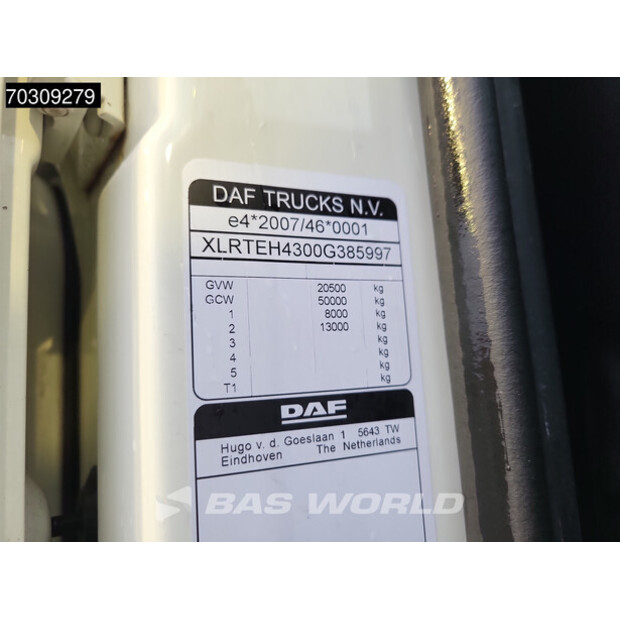 70309279
DAF TRUCKS N.V.
e4*2007/46*0001
XLRTEH4300G385997
GVW 20500 kg
GCW 50000 kg
1 8000 kg
2 13000 kg
3 kg
4 kg
5 kg
T1 kg
DAF
Hugo v. d. Goeslaan 1 5643 TW
Eindhoven The Netherlands
BAS WORLD